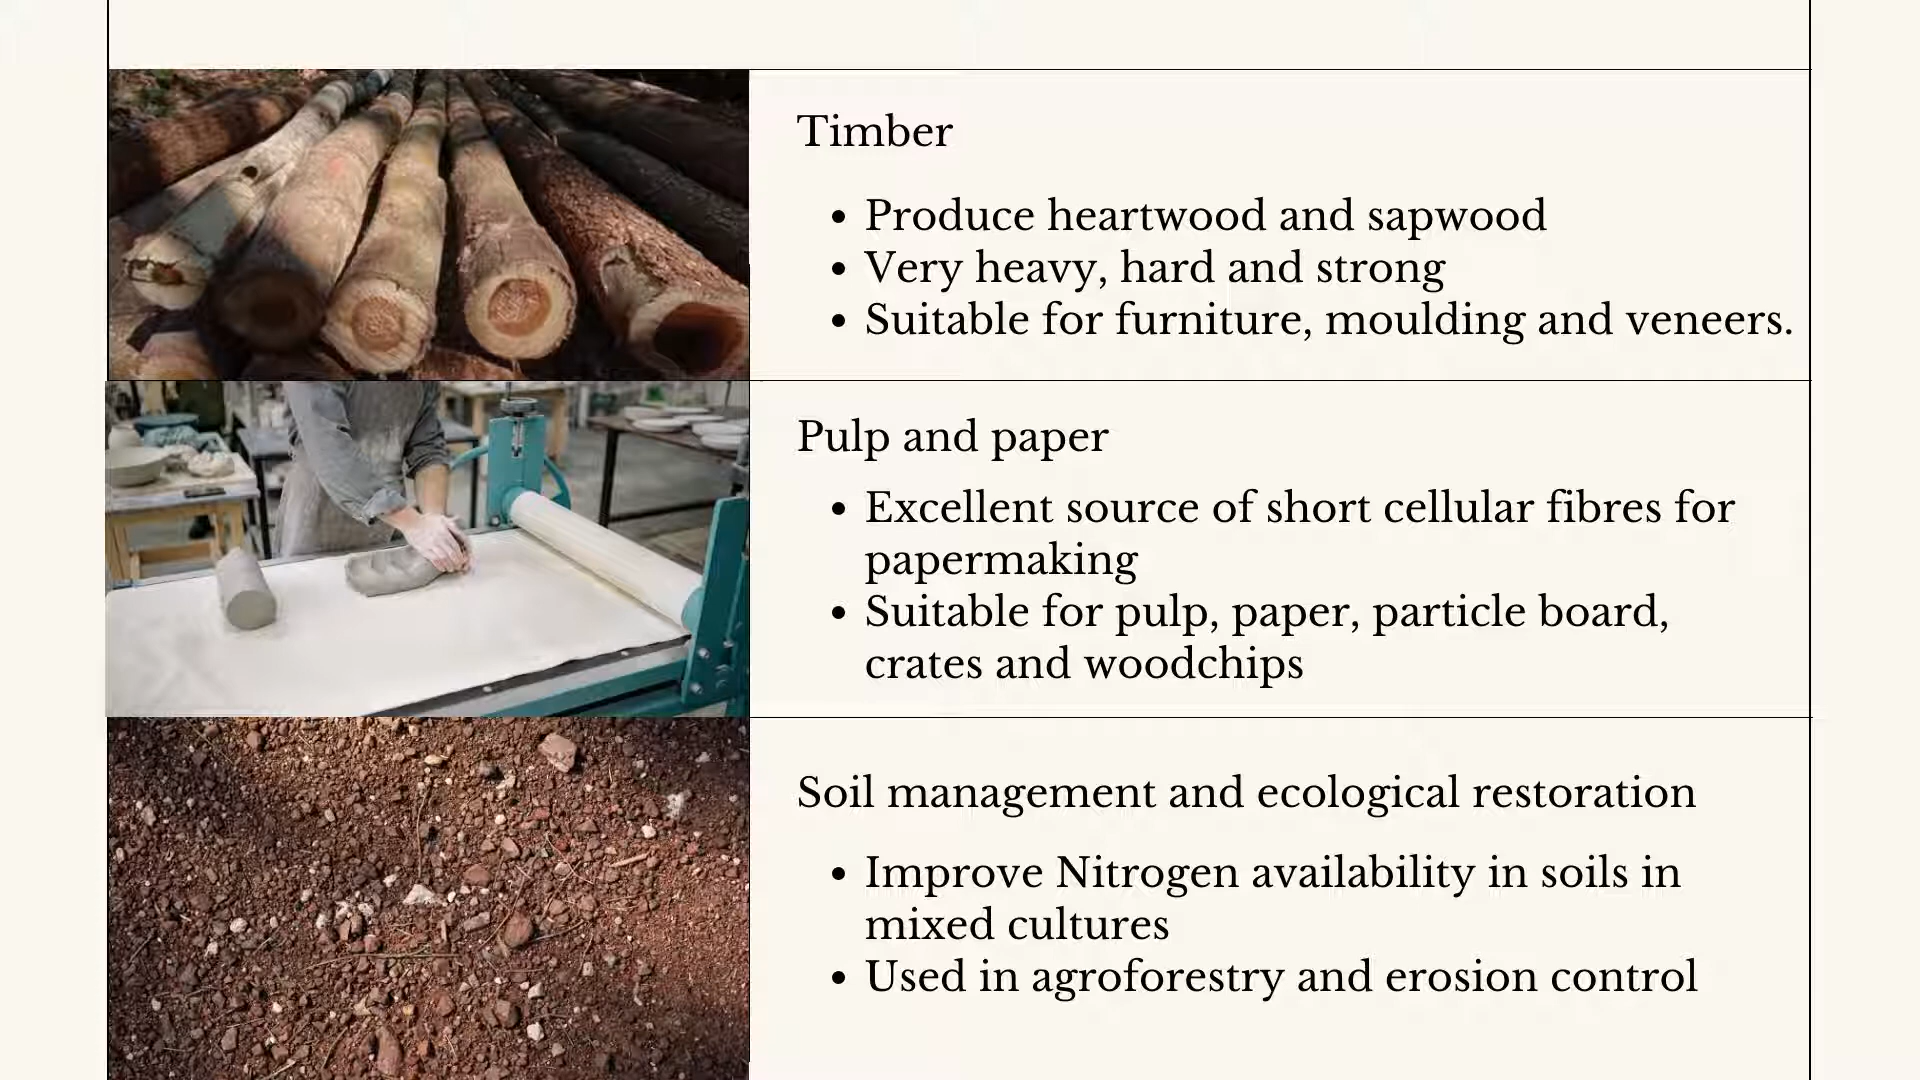 Timber
• Produce heartwood and sapwood
• Very heavy, hard and strong
• Suitable for furniture, moulding and veneers.
Pulp and paper
• Excellent source of short cellular fibres for
papermaking
• Suitable for pulp, paper, particle board,
crates and woodchips
Soil management and ecological restoration
• Improve Nitrogen availability in soils in
mixed cultures
• Used in agroforestry and erosion control